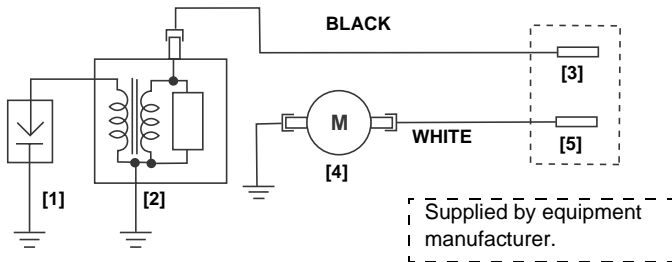 BLACK
[3]
M
WHITE
[5]
[4]
[1]
[2]
Supplied by equipment
manufacturer.